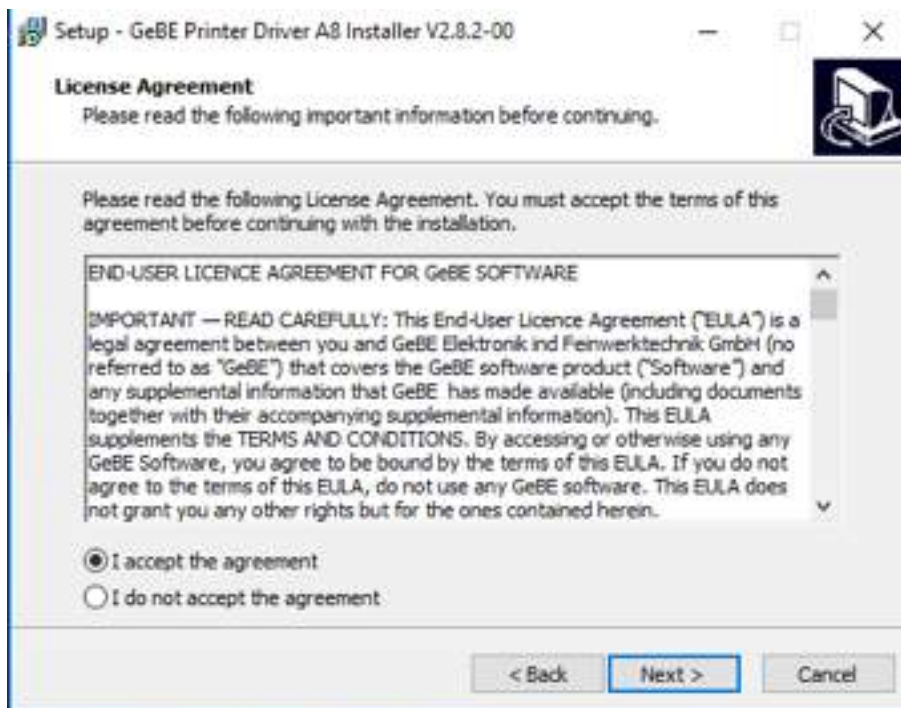 Setup - GeBE Printer Driver A8 Installer V2.8.2-00
License Agreement
Please read the following important information before continuing.
Please read the following License Agreement. You must accept the terms of this
agreement before continuing with the installation.
END-USER LICENCE AGREEMENT FOR GeBE SOFTWARE
IMPORTANT — READ CAREFULLY: This End-User Licence Agreement ("EULA") is a
legal agreement between you and GeBE Elektronik ind Feinwerktechnik GmbH (no
referred to as "GeBE") that covers the GeBE software product ("Software") and
any supplemental information that GeBE has made available (including documents
together with their accompanying supplemental information). This EULA
supplements the TERMS AND CONDITIONS. By accessing or otherwise using any
GeBE Software, you agree to be bound by the terms of this EULA. If you do not
agree to the terms of this EULA, do not use any GeBE software. This EULA does
not grant you any other rights but for the ones contained herein.
I accept the agreement
I do not accept the agreement
< Back Next > Cancel